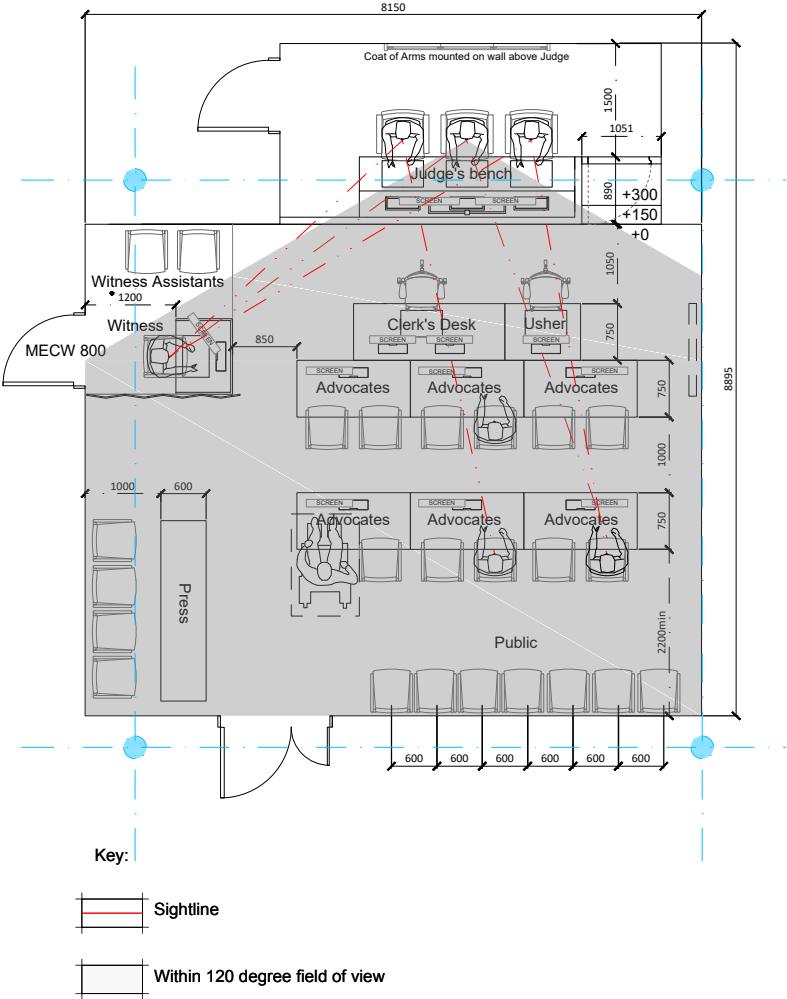 8150
Coat of Arms mounted on wall above Judge
1500
1051
Judge's bench
890
+300
SCREEN
SCREEN
+150
+0
1050
Witness Assistants
1200
Witness
SCREEN
Clerk's Desk
Usher
750
MECW 800
850
SCREEN
SCREEN
SCREEN
SCREEN
SCREEN
SCREEN
Advocates
Advocates
Advocates
750
8895
1000
1000
600
SCREEN
SCREEN
SCREEN
Advocates
Advocates
Advocates
750
Press
Public
2200min
600
600
600
600
600
600
Key:
Sightline
Within 120 degree field of view